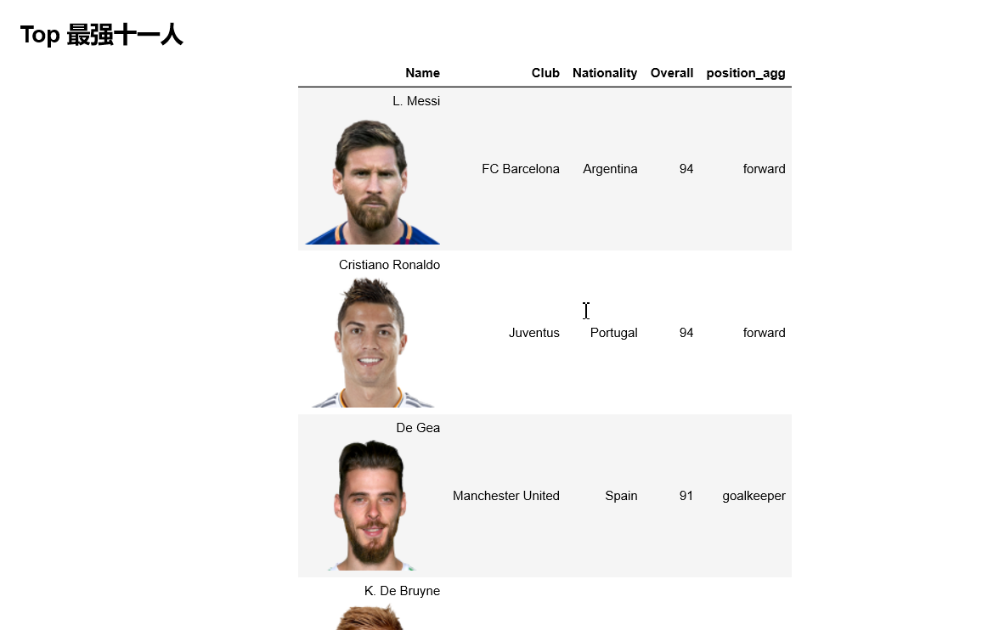 Top 最强十一人
Name Club Nationality Overall position_agg
L. Messi
FC Barcelona Argentina 94 forward
Cristiano Ronaldo
Juventus Portugal 94 forward
De Gea
Manchester United Spain 91 goalkeeper
K. De Bruyne